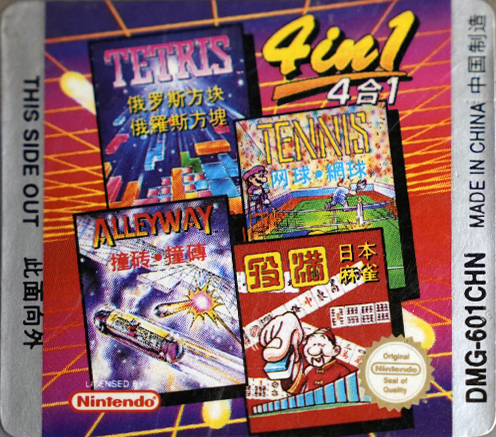 4in1
4合1
TETRIS
俄罗斯方块
俄羅斯方塊
TENNIS
网球·網球
ALLEYWAY
撞砖·撞磚
役満
日本
麻雀
LICENSED BY
Nintendo
Original
Nintendo
Seal of
Quality
THIS SIDE OUT 此面向外
DMG-601CHN MADE IN CHINA 中国制造